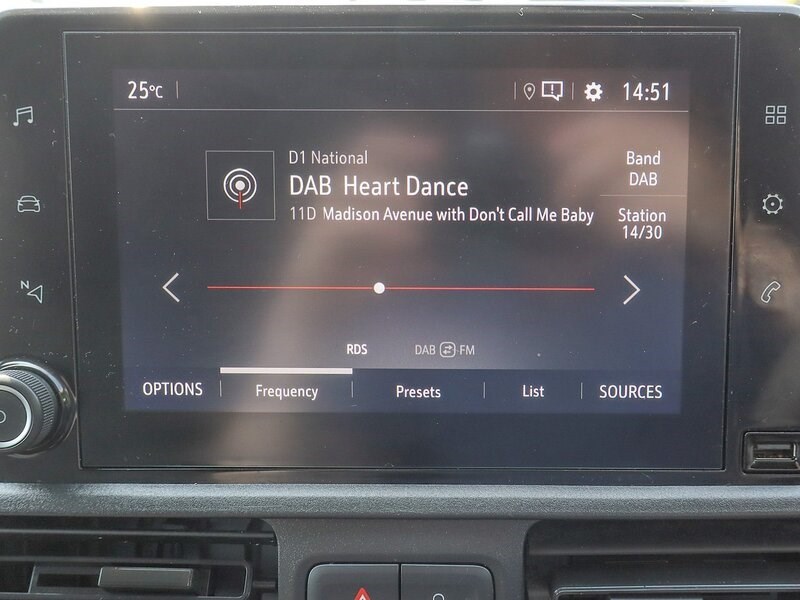 25°C
14:51
D1 National
DAB Heart Dance
11D Madison Avenue with Don't Call Me Baby
Band
DAB
Station
14/30
N
RDS
DAB FM
OPTIONS
Frequency
Presets
List
SOURCES